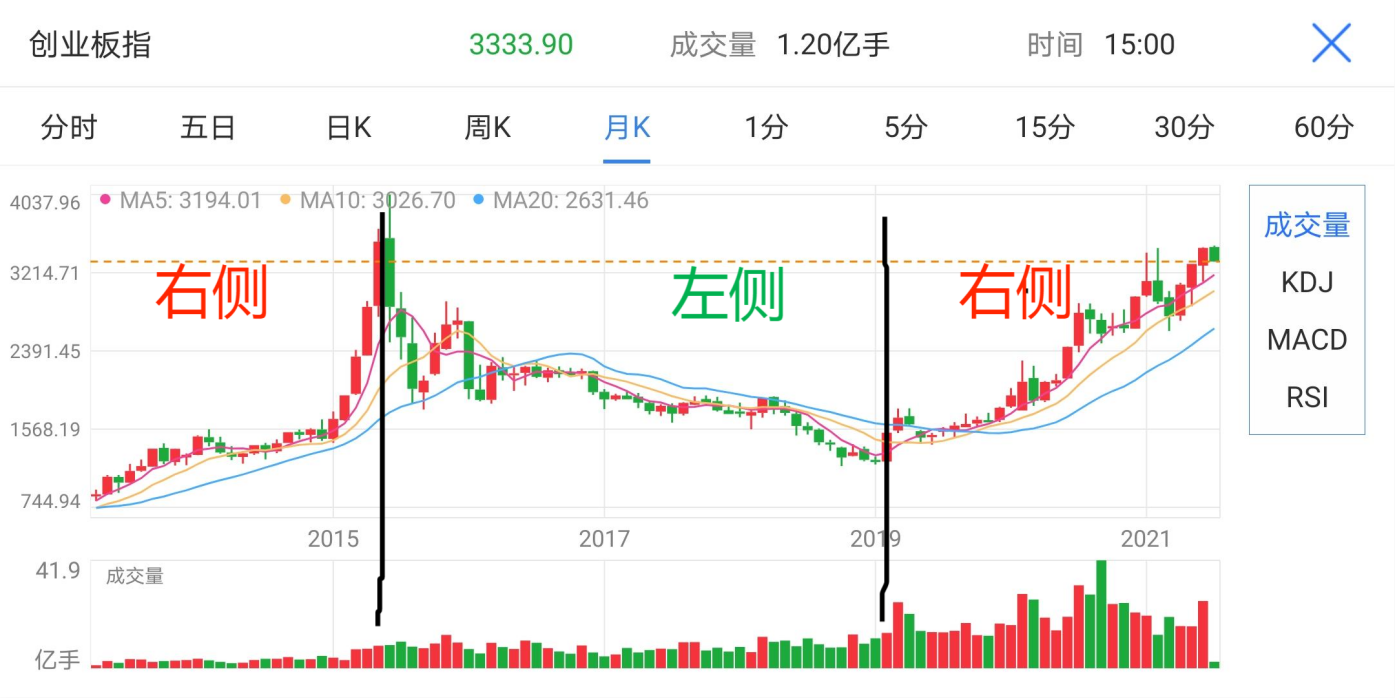 创业板指 3333.90 成交量 1.20亿手 时间 15:00
分时 五日 日K 周K 月K 1分 5分 15分 30分 60分
4037.96 MA5: 3194.01 MA10: 3026.70 MA20: 2631.46
成交量
3214.71
右侧 左侧 右侧
KDJ
MACD
2391.45
RSI
1568.19
744.94
2015 2017 2019 2021
41.9 成交量
亿手